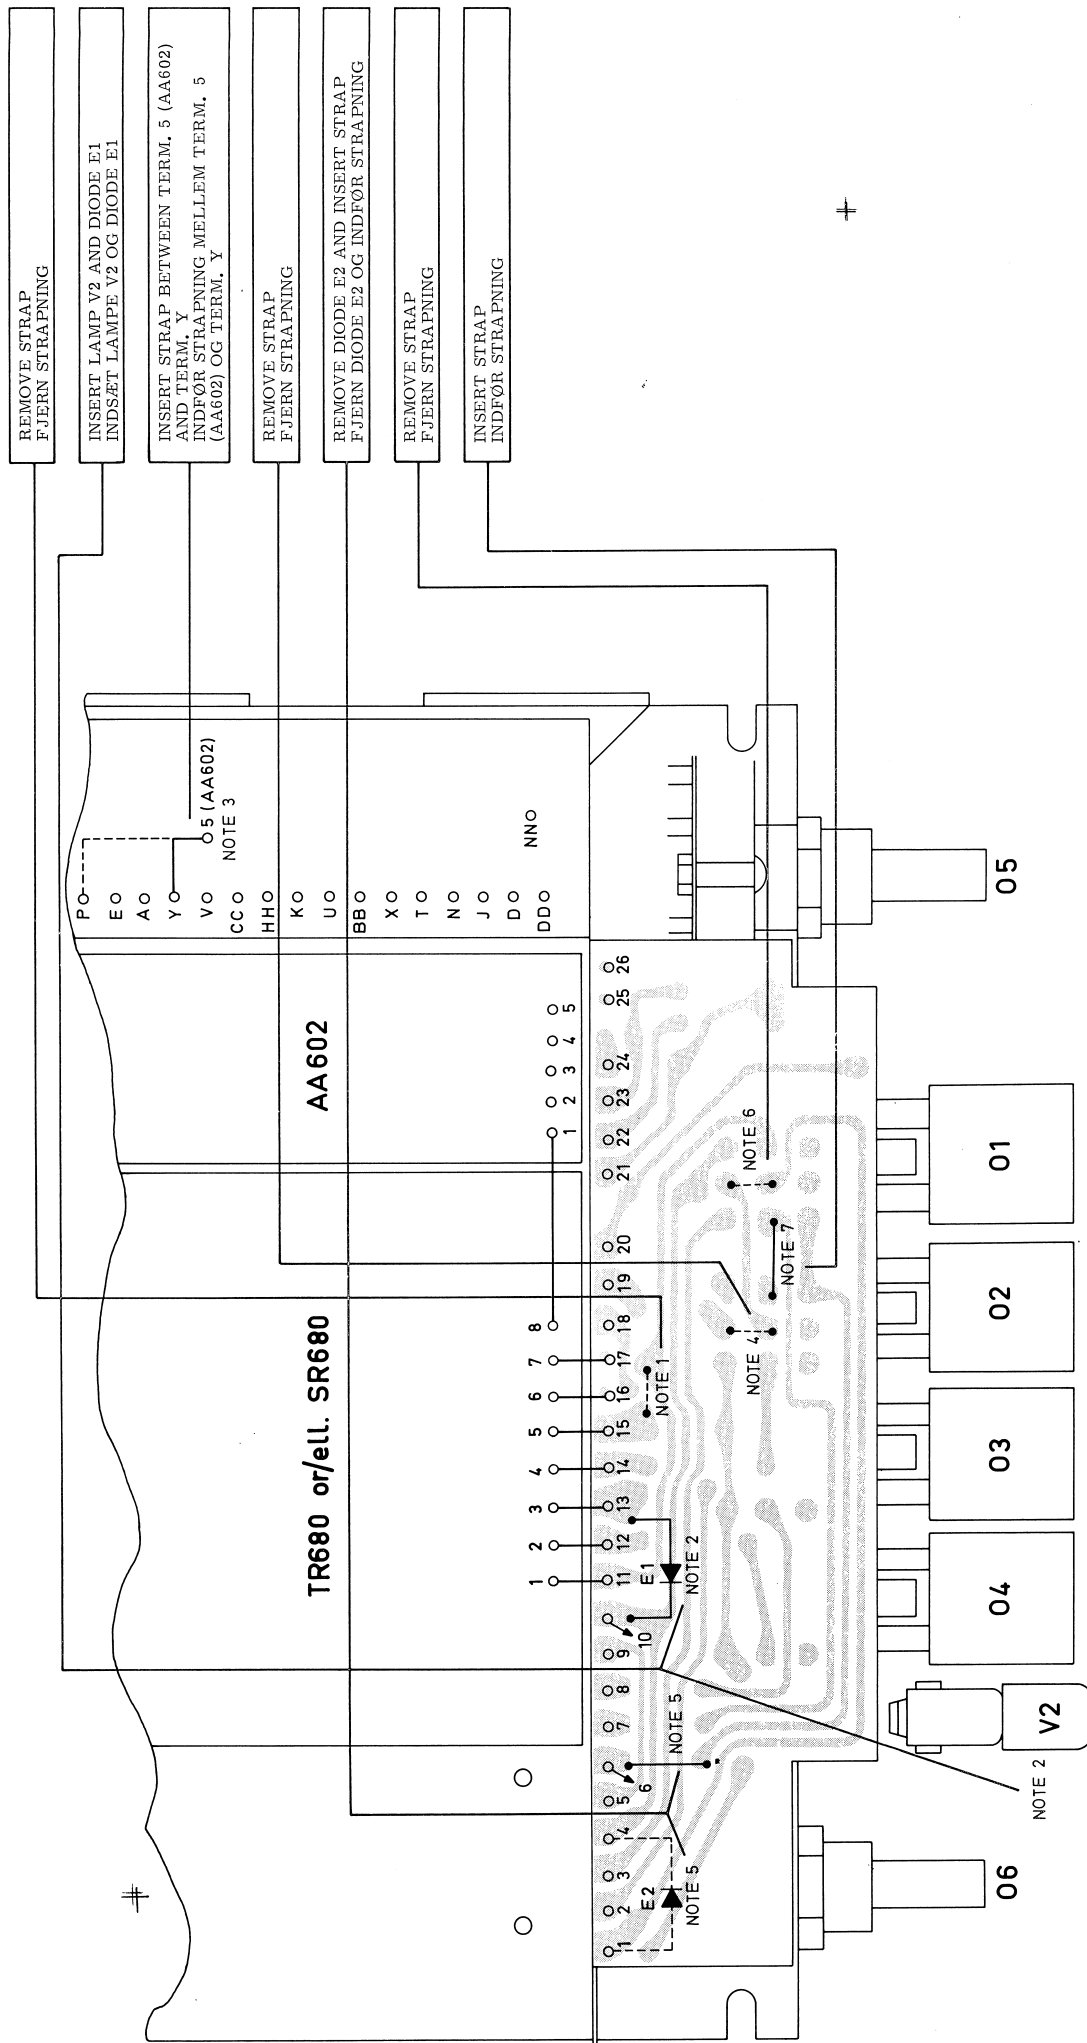 REMOVE STRAP
FJERN STRAPNING
INSERT LAMP V2 AND DIODE E1
INDSÆT LAMPE V2 OG DIODE E1
INSERT STRAP BETWEEN TERM. 5 (AA602)
AND TERM. Y
INDFØR STRAPNING MELLEM TERM. 5
(AA602) OG TERM. Y
REMOVE STRAP
FJERN STRAPNING
REMOVE DIODE E2 AND INSERT STRAP
FJERN DIODE E2 OG INDFØR STRAPNING
REMOVE STRAP
FJERN STRAPNING
INSERT STRAP
INDFØR STRAPNING
P
E
A
Y
V
CC
HH
K
U
BB
X
T
N
J
D
DD
NN
5 (AA602)
NOTE 3
TR680 or/ell. SR680
AA602
1 2 3 4 5 6 7 8
1 2 3 4 5
1 2 3 4 5 6 7 8 9 10 11 12 13 14 15 16 17 18 19 20 21 22 23 24 25 26
E2
NOTE 5
NOTE 5
E1
NOTE 2
NOTE 1
NOTE 4
NOTE 7
NOTE 6
NOTE 2
O6
V2
O4
O3
O2
O1
O5